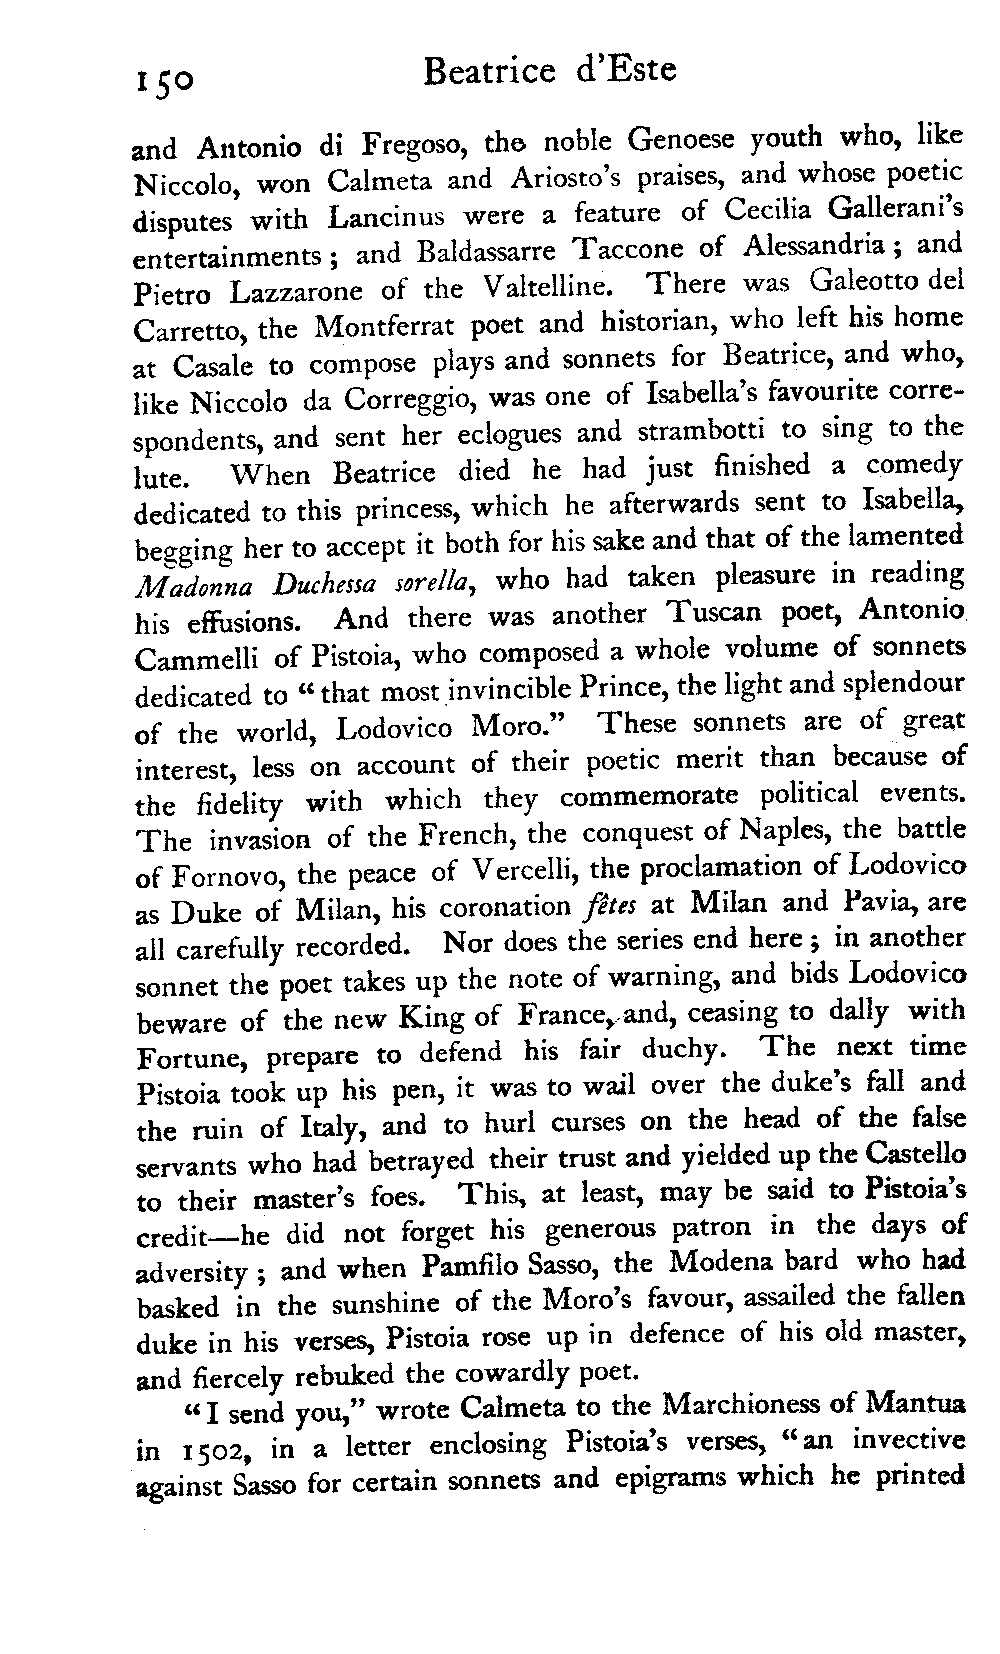 150 Beatrice d'Este
and Antonio di Fregoso, the noble Genoese youth who, like
Niccolo, won Calmeta and Ariosto's praises, and whose poetic
disputes with Lancinus were a feature of Cecilia Gallerani's
entertainments ; and Baldassarre Taccone of Alessandria ; and
Pietro Lazzarone of the Valtelline. There was Galeotto del
Carretto, the Montferrat poet and historian, who left his home
at Casale to compose plays and sonnets for Beatrice, and who,
like Niccolo da Correggio, was one of Isabella's favourite corre-
spondents, and sent her eclogues and strambotti to sing to the
lute. When Beatrice died he had just finished a comedy
dedicated to this princess, which he afterwards sent to Isabella,
begging her to accept it both for his sake and that of the lamented
Madonna Duchessa sorella, who had taken pleasure in reading
his effusions. And there was another Tuscan poet, Antonio
Cammelli of Pistoia, who composed a whole volume of sonnets
dedicated to “ that most invincible Prince, the light and splendour
of the world, Lodovico Moro.” These sonnets are of great
interest, less on account of their poetic merit than because of
the fidelity with which they commemorate political events.
The invasion of the French, the conquest of Naples, the battle
of Fornovo, the peace of Vercelli, the proclamation of Lodovico
as Duke of Milan, his coronation fêtes at Milan and Pavia, are
all carefully recorded. Nor does the series end here ; in another
sonnet the poet takes up the note of warning, and bids Lodovico
beware of the new King of France, and, ceasing to dally with
Fortune, prepare to defend his fair duchy. The next time
Pistoia took up his pen, it was to wail over the duke's fall and
the ruin of Italy, and to hurl curses on the head of the false
servants who had betrayed their trust and yielded up the Castello
to their master's foes. This, at least, may be said to Pistoia's
credit—he did not forget his generous patron in the days of
adversity ; and when Pamfilo Sasso, the Modena bard who had
basked in the sunshine of the Moro's favour, assailed the fallen
duke in his verses, Pistoia rose up in defence of his old master,
and fiercely rebuked the cowardly poet.
“ I send you,” wrote Calmeta to the Marchioness of Mantua
in 1502, in a letter enclosing Pistoia's verses, “ an invective
against Sasso for certain sonnets and epigrams which he printed